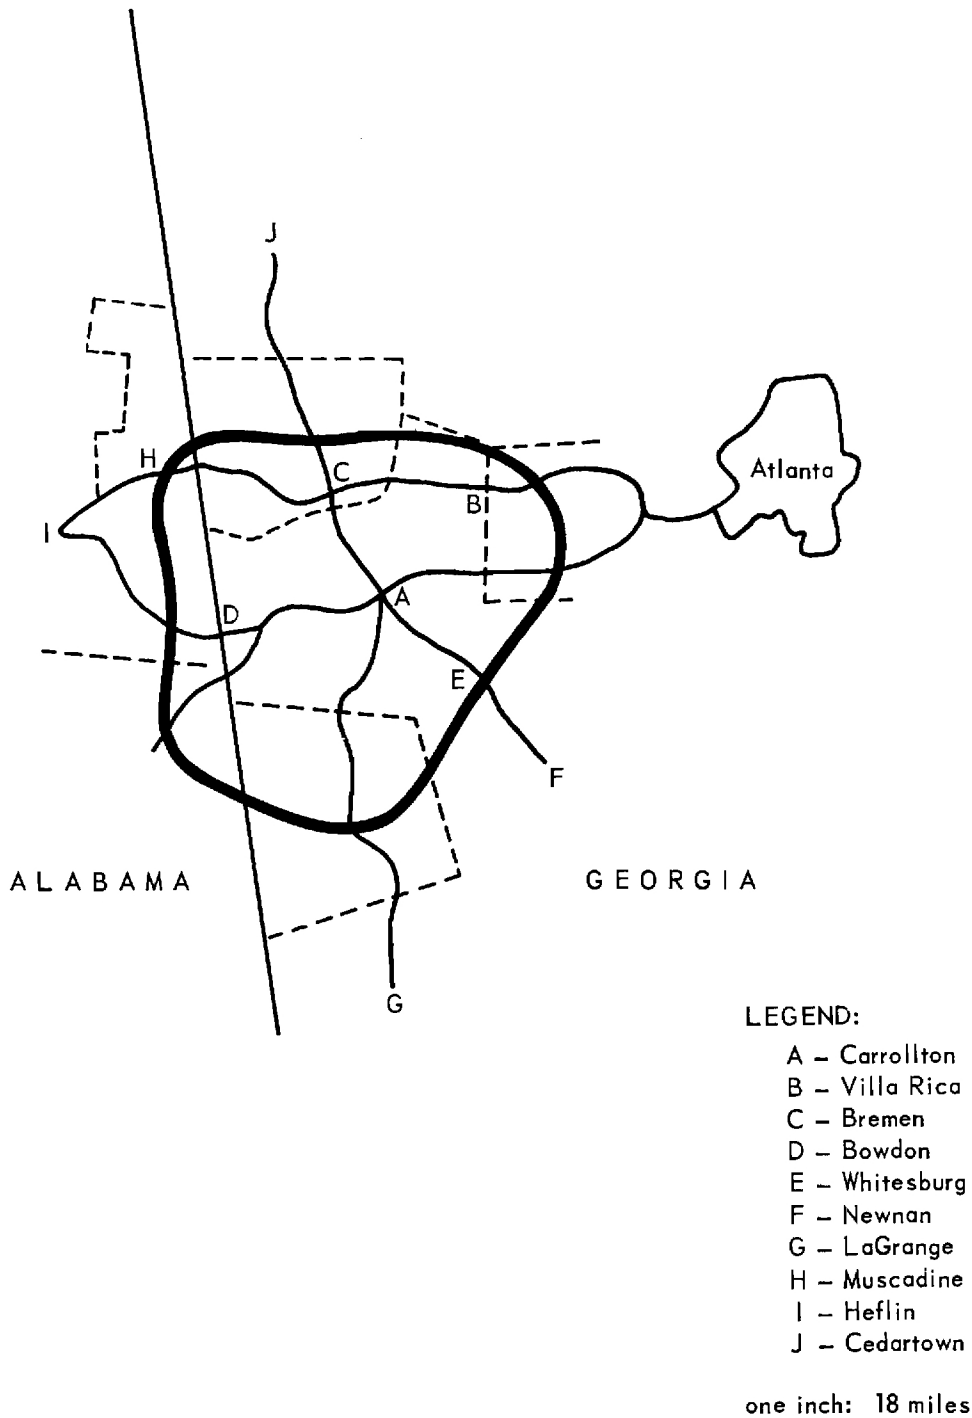 J
H
C
Atlanta
B
I
A
D
E
F
ALABAMA
GEORGIA
G
LEGEND:
A – Carrollton
B – Villa Rica
C – Bremen
D – Bowdon
E – Whitesburg
F – Newnan
G – LaGrange
H – Muscadine
I – Heflin
J – Cedartown
one inch: 18 miles